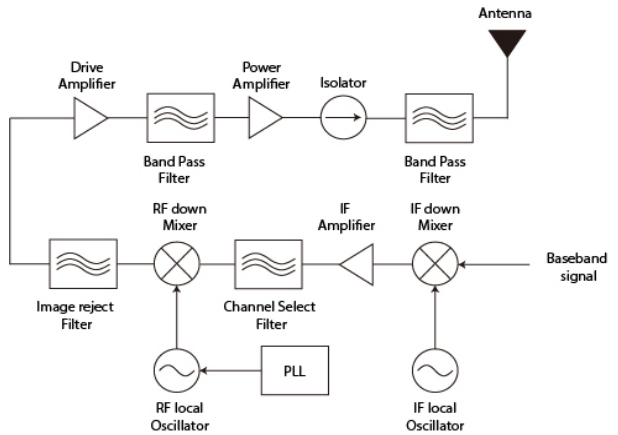 Antenna
Drive
Amplifier
Power
Amplifier
Isolator
Band Pass
Filter
Band Pass
Filter
RF down
Mixer
IF
Amplifier
IF down
Mixer
Baseband
signal
Image reject
Filter
Channel Select
Filter
PLL
RF local
Oscillator
IF local
Oscillator